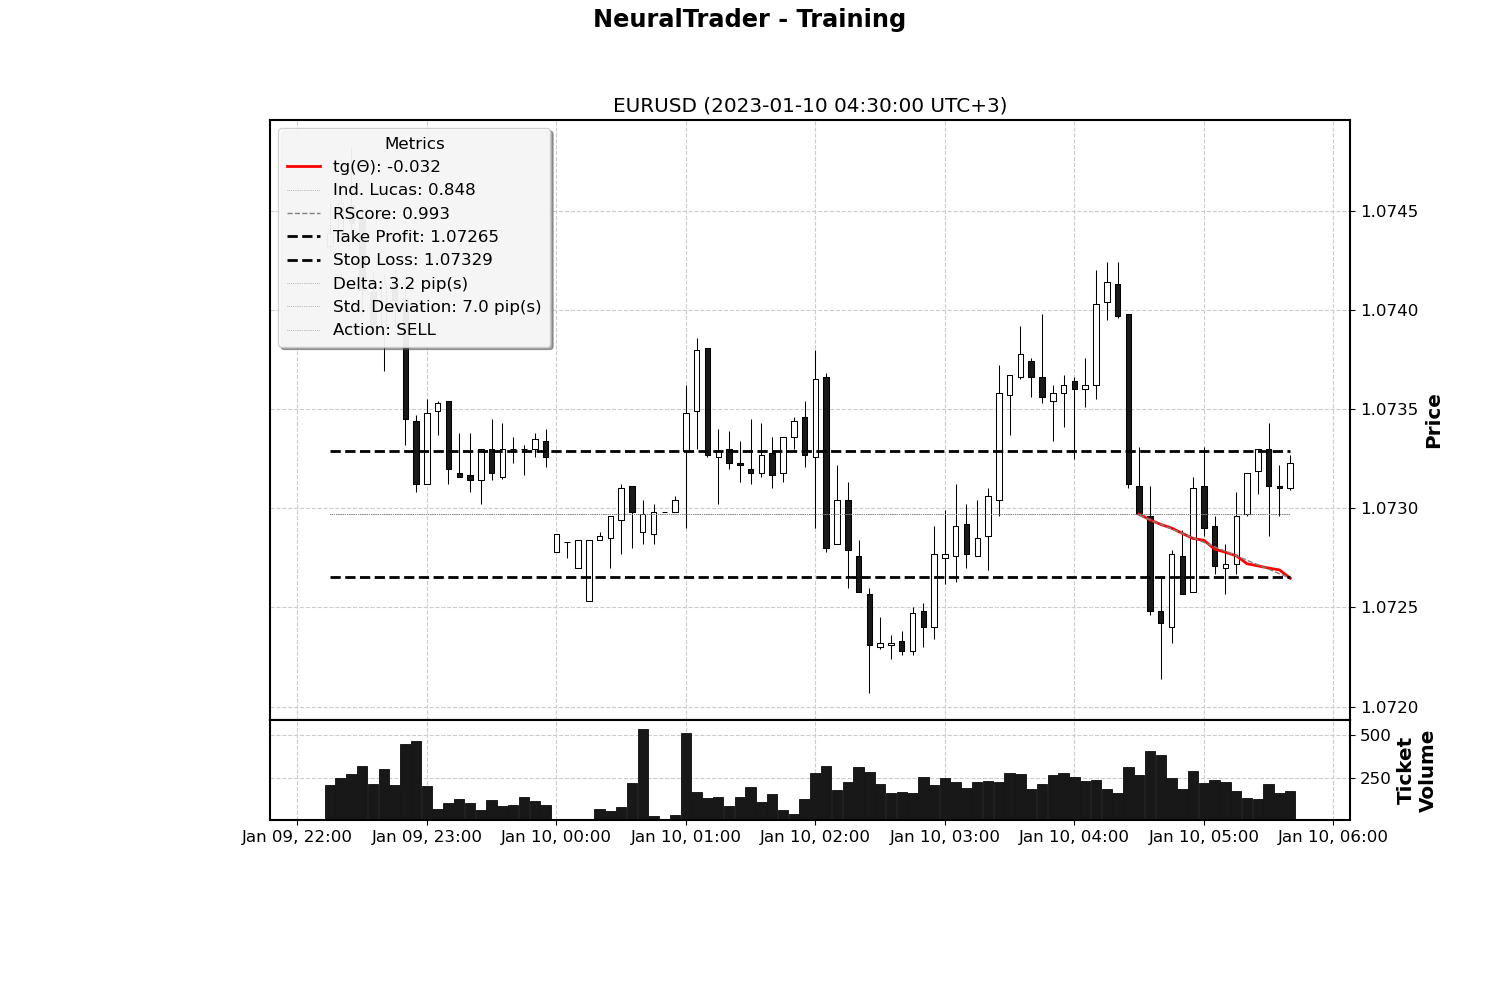 NeuralTrader - Training
EURUSD (2023-01-10 04:30:00 UTC+3)
Metrics
tg(Θ): -0.032
Ind. Lucas: 0.848
RScore: 0.993
Take Profit: 1.07265
Stop Loss: 1.07329
Delta: 3.2 pip(s)
Std. Deviation: 7.0 pip(s)
Action: SELL
1.0745
1.0740
1.0735
1.0730
1.0725
1.0720
Price
500
250
Ticket
Volume
Jan 09, 22:00
Jan 09, 23:00
Jan 10, 00:00
Jan 10, 01:00
Jan 10, 02:00
Jan 10, 03:00
Jan 10, 04:00
Jan 10, 05:00
Jan 10, 06:00